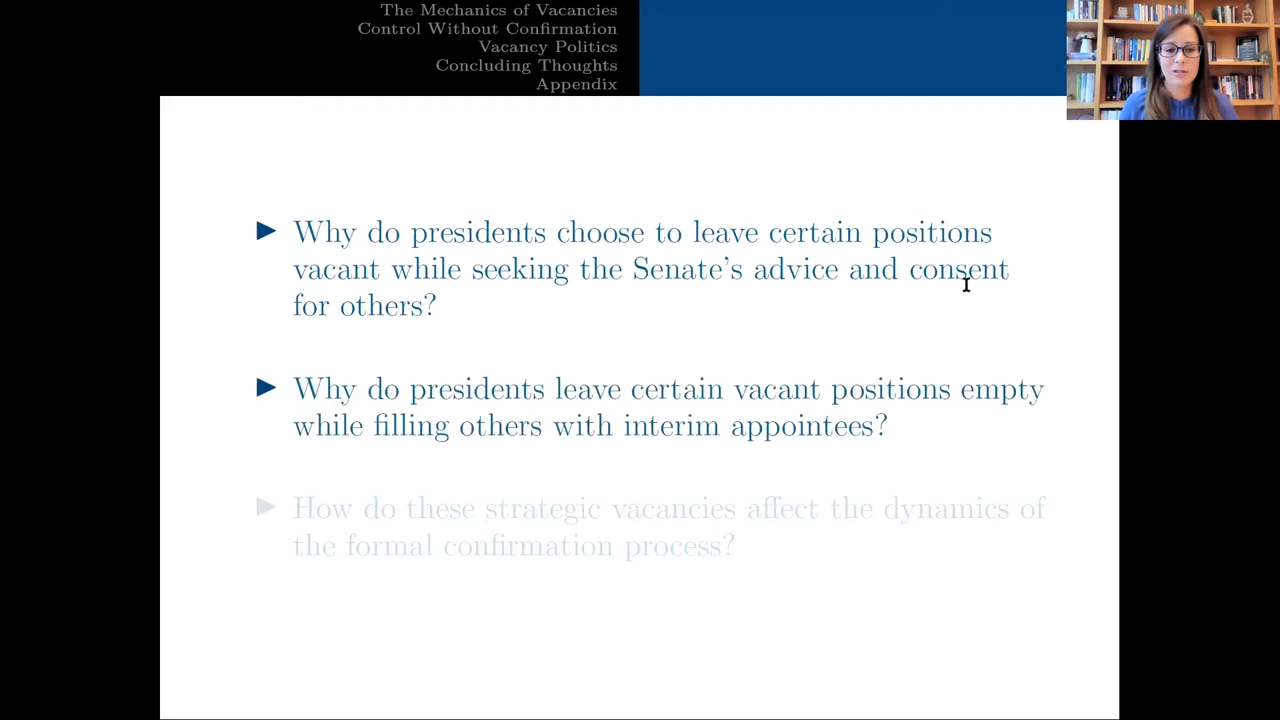 The Mechanics of Vacancies
Control Without Confirmation
Vacancy Politics
Concluding Thoughts
Appendix
▶ Why do presidents choose to leave certain positions
vacant while seeking the Senate's advice and consent
for others?
▶ Why do presidents leave certain vacant positions empty
while filling others with interim appointees?
▶ How do these strategic vacancies affect the dynamics of
the formal confirmation process?